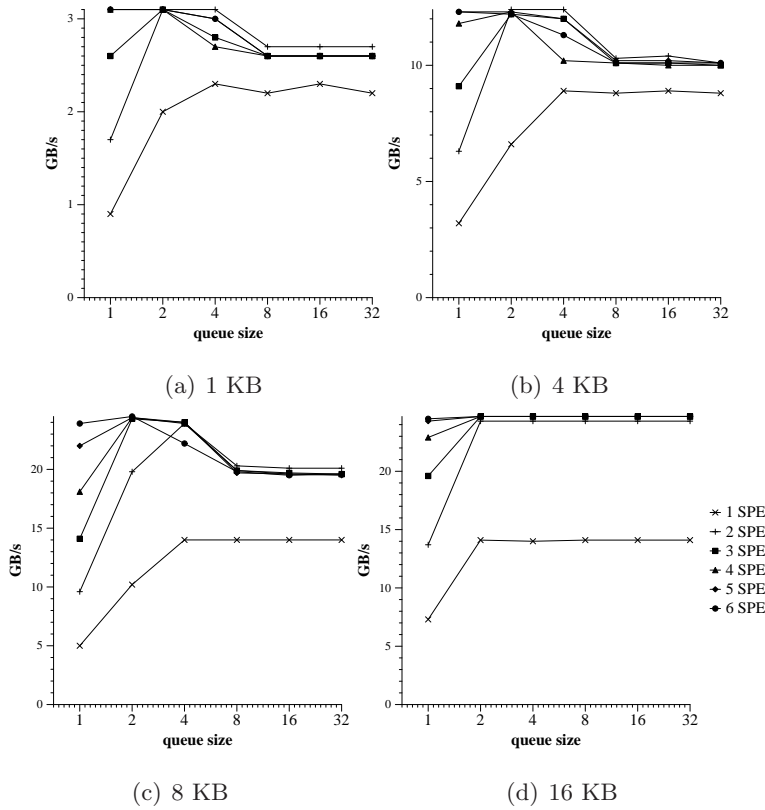 3
2
1
0
GB/s
1 2 4 8 16 32
queue size
(a) 1 KB
10
5
0
GB/s
1 2 4 8 16 32
queue size
(b) 4 KB
20
15
10
5
0
GB/s
1 2 4 8 16 32
queue size
(c) 8 KB
20
15
10
5
0
GB/s
1 2 4 8 16 32
queue size
(d) 16 KB
1 SPE
2 SPE
3 SPE
4 SPE
5 SPE
6 SPE